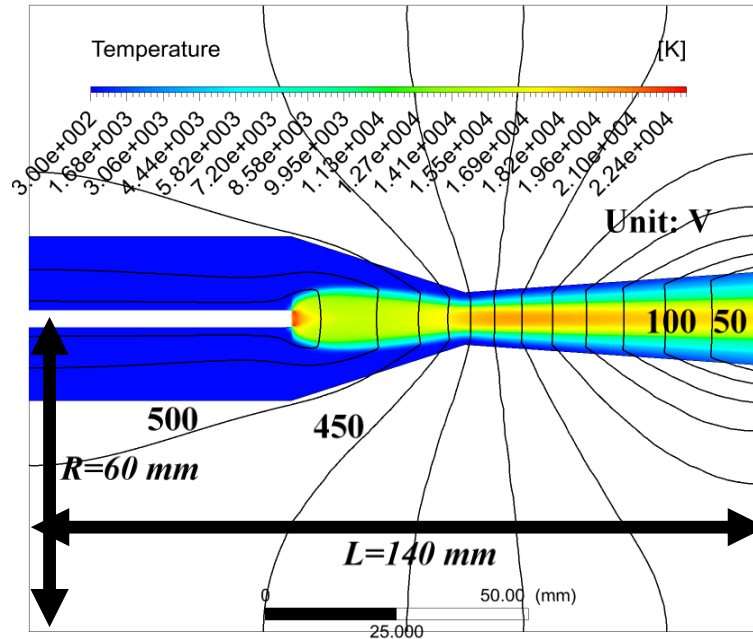 Temperature [K]
3.00e+002
1.68e+003
3.06e+003
4.44e+003
5.82e+003
7.20e+003
8.58e+003
9.95e+003
1.13e+004
1.27e+004
1.41e+004
1.55e+004
1.69e+004
1.82e+004
1.96e+004
2.10e+004
2.24e+004
Unit: V
100 50
500 450
R=60 mm
L=140 mm
0 50.00 (mm)
25.000